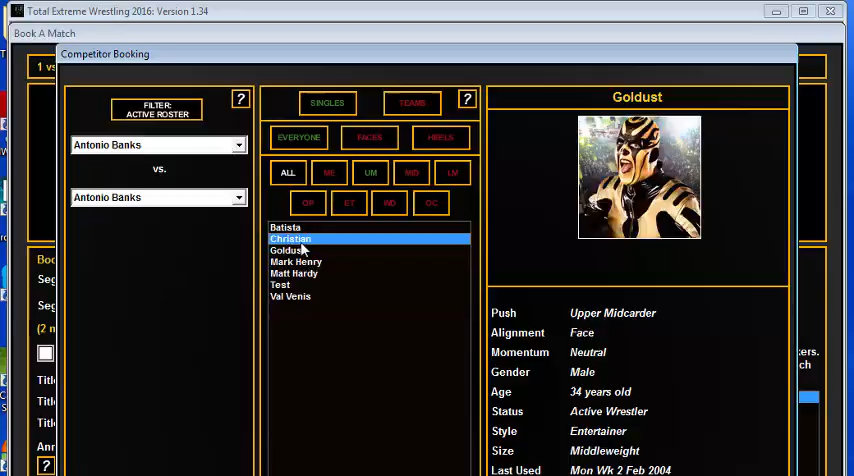 Total Extreme Wrestling 2016: Version 1.34
Book A Match
Competitor Booking
1 vs
FILTER:
ACTIVE ROSTER
?
Antonio Banks
vs.
Antonio Banks
SINGLES
TEAMS
?
EVERYONE
FACES
HEELS
ALL
ME
UM
MID
LM
OP
ET
WD
OC
Batista
Christian
Goldus
Mark Henry
Matt Hardy
Test
Val Venis
Goldust
Push Upper Midcarder
Alignment Face
Momentum Neutral
Gender Male
Age 34 years old
Status Active Wrestler
Style Entertainer
Size Middleweight
Last Used Mon Wk 2 Feb 2004
Boo
Seg
Seg
(2 m
Title
Title
Title
Ann
?
kers.
ch